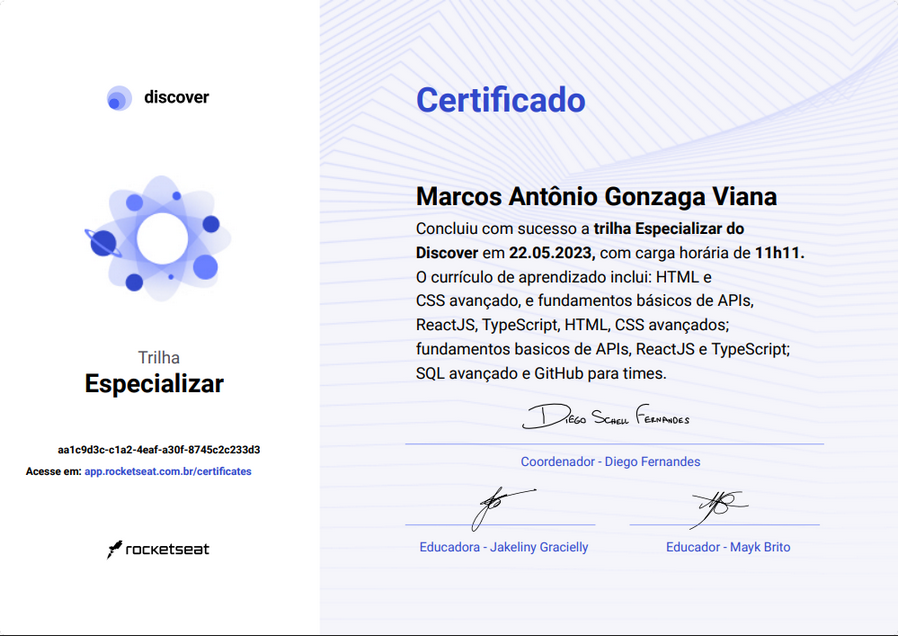 discover
Trilha
Especializar
aa1c9d3c-c1a2-4eaf-a30f-8745c2c233d3
Acesse em: app.rocketseat.com.br/certificates
rocketseat
Certificado
Marcos Antônio Gonzaga Viana
Concluiu com sucesso a trilha Especializar do
Discover em 22.05.2023, com carga horária de 11h11.
O currículo de aprendizado inclui: HTML e
CSS avançado, e fundamentos básicos de APIs,
ReactJS, TypeScript, HTML, CSS avançados;
fundamentos basicos de APIs, ReactJS e TypeScript;
SQL avançado e GitHub para times.
Diego Schell Fernandes
Coordenador - Diego Fernandes
Educadora - Jakeliny Gracielly
Educador - Mayk Brito